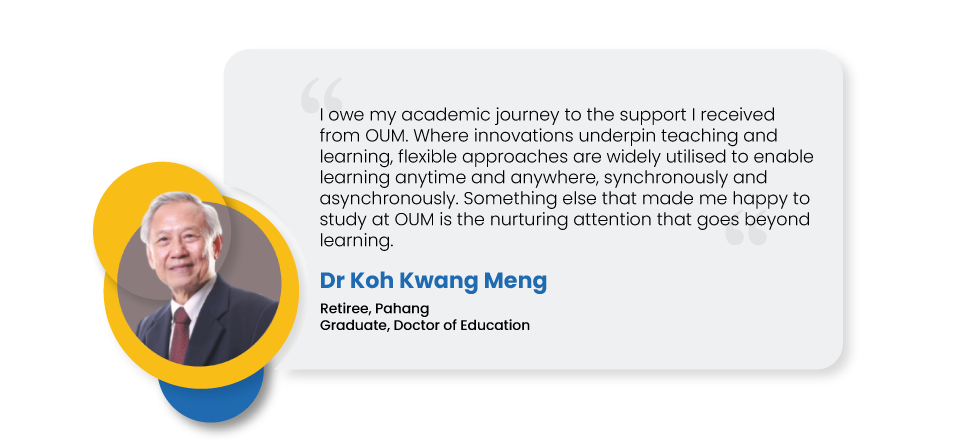 I owe my academic journey to the support I received
from OUM. Where innovations underpin teaching and
learning, flexible approaches are widely utilised to enable
learning anytime and anywhere, synchronously and
asynchronously. Something else that made me happy to
study at OUM is the nurturing attention that goes beyond
learning.
Dr Koh Kwang Meng
Retiree, Pahang
Graduate, Doctor of Education